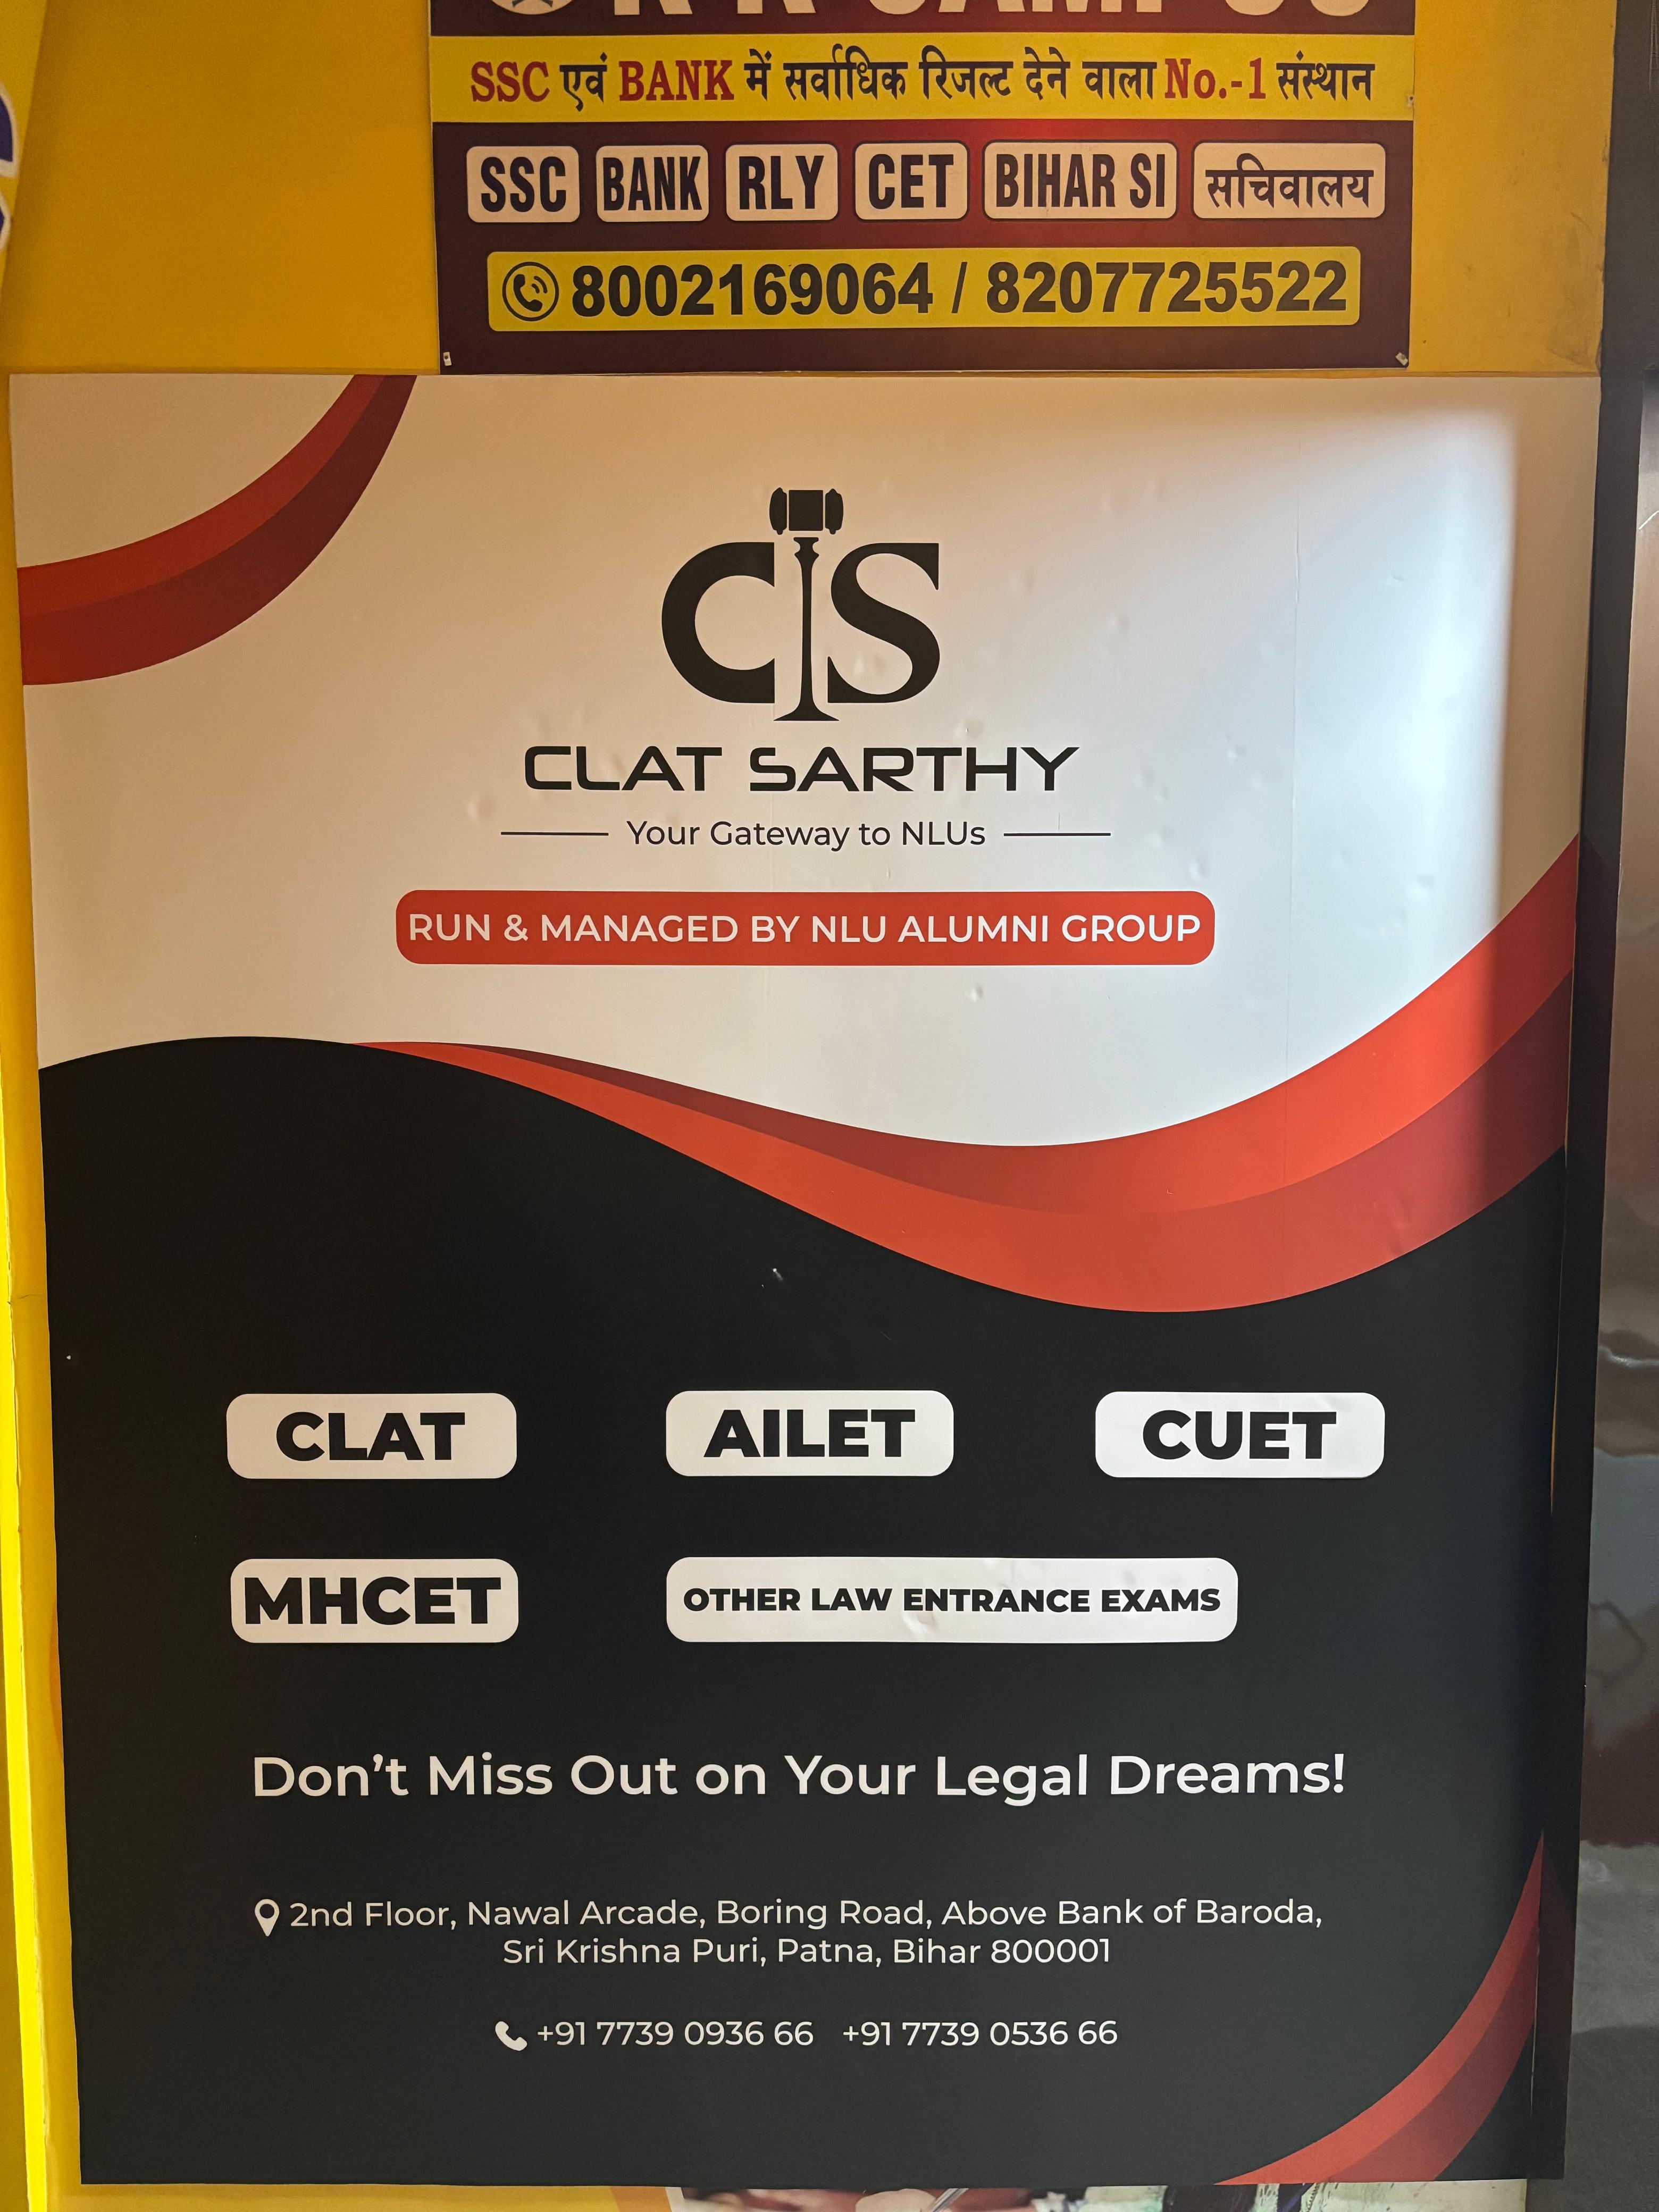 SSC एवं BANK में सर्वाधिक रिजल्ट देने वाला No.-1 संस्थान
SSC BANK RLY CET BIHAR SI सचिवालय
8002169064 / 8207725522
CS
CLAT SARTHY
Your Gateway to NLUs
RUN & MANAGED BY NLU ALUMNI GROUP
CLAT AILET CUET
MHCET OTHER LAW ENTRANCE EXAMS
Don't Miss Out on Your Legal Dreams!
2nd Floor, Nawal Arcade, Boring Road, Above Bank of Baroda,
Sri Krishna Puri, Patna, Bihar 800001
+91 7739 0936 66 +91 7739 0536 66